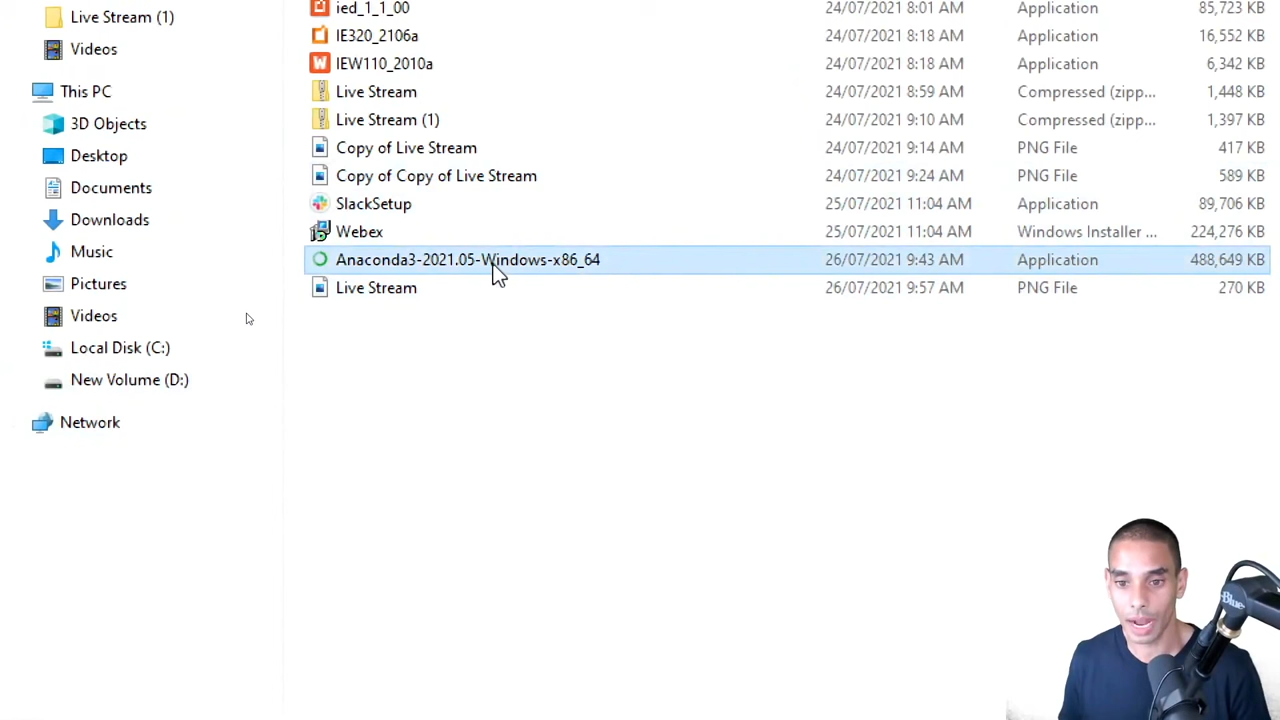 Live Stream (1)
Videos
This PC
3D Objects
Desktop
Documents
Downloads
Music
Pictures
Videos
Local Disk (C:)
New Volume (D:)
Network
ied_1_1_00 24/07/2021 8:01 AM Application 85,723 KB
IE320_2106a 24/07/2021 8:18 AM Application 16,552 KB
IEW110_2010a 24/07/2021 8:18 AM Application 6,342 KB
Live Stream 24/07/2021 8:59 AM Compressed (zipp... 1,448 KB
Live Stream (1) 24/07/2021 9:10 AM Compressed (zipp... 1,397 KB
Copy of Live Stream 24/07/2021 9:14 AM PNG File 417 KB
Copy of Copy of Live Stream 24/07/2021 9:24 AM PNG File 589 KB
SlackSetup 25/07/2021 11:04 AM Application 89,706 KB
Webex 25/07/2021 11:04 AM Windows Installer ... 224,276 KB
Anaconda3-2021.05-Windows-x86_64 26/07/2021 9:43 AM Application 488,649 KB
Live Stream 26/07/2021 9:57 AM PNG File 270 KB
Blue